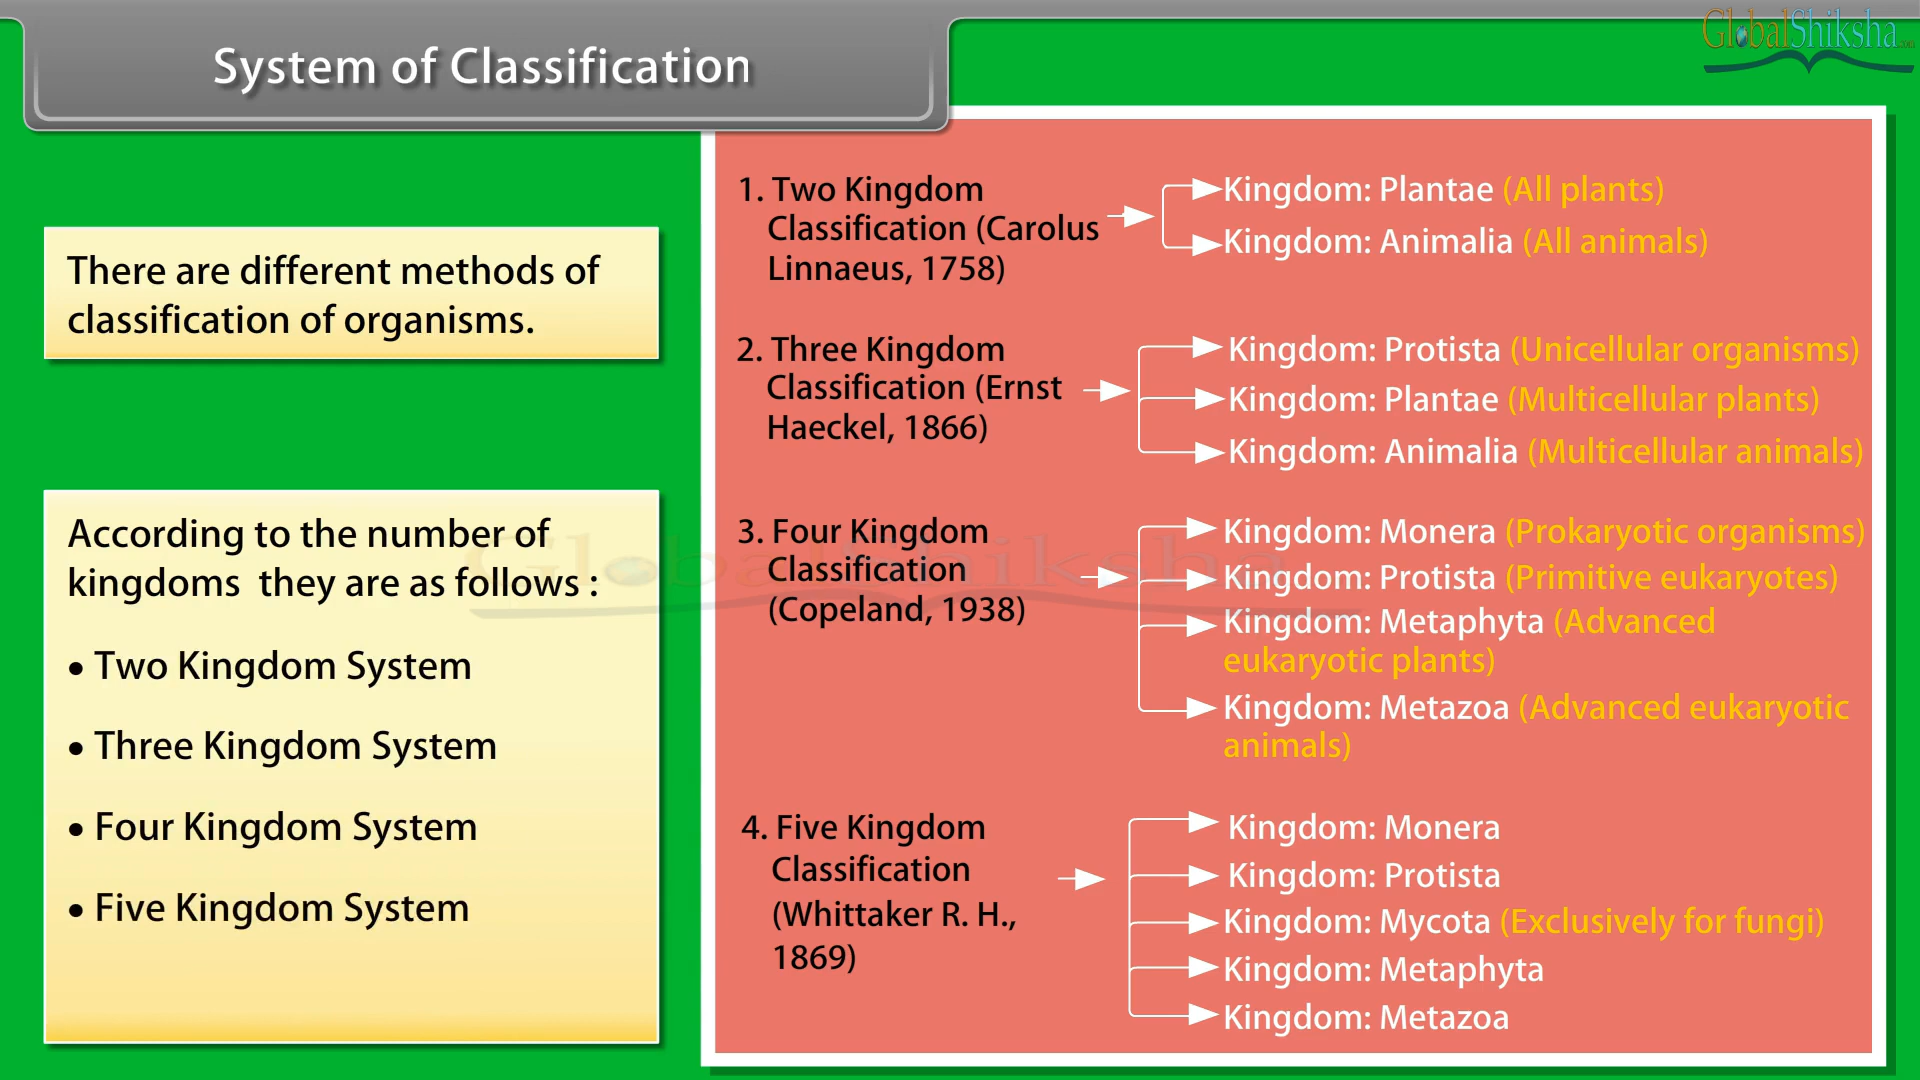 System of Classification
GlobalShiksha.com
There are different methods of
classification of organisms.
According to the number of
kingdoms they are as follows :
• Two Kingdom System
• Three Kingdom System
• Four Kingdom System
• Five Kingdom System
1. Two Kingdom
Classification (Carolus
Linnaeus, 1758)
Kingdom: Plantae (All plants)
Kingdom: Animalia (All animals)
2. Three Kingdom
Classification (Ernst
Haeckel, 1866)
Kingdom: Protista (Unicellular organisms)
Kingdom: Plantae (Multicellular plants)
Kingdom: Animalia (Multicellular animals)
3. Four Kingdom
Classification
(Copeland, 1938)
Kingdom: Monera (Prokaryotic organisms)
Kingdom: Protista (Primitive eukaryotes)
Kingdom: Metaphyta (Advanced
eukaryotic plants)
Kingdom: Metazoa (Advanced eukaryotic
animals)
4. Five Kingdom
Classification
(Whittaker R. H.,
1869)
Kingdom: Monera
Kingdom: Protista
Kingdom: Mycota (Exclusively for fungi)
Kingdom: Metaphyta
Kingdom: Metazoa
GlobalShiksha